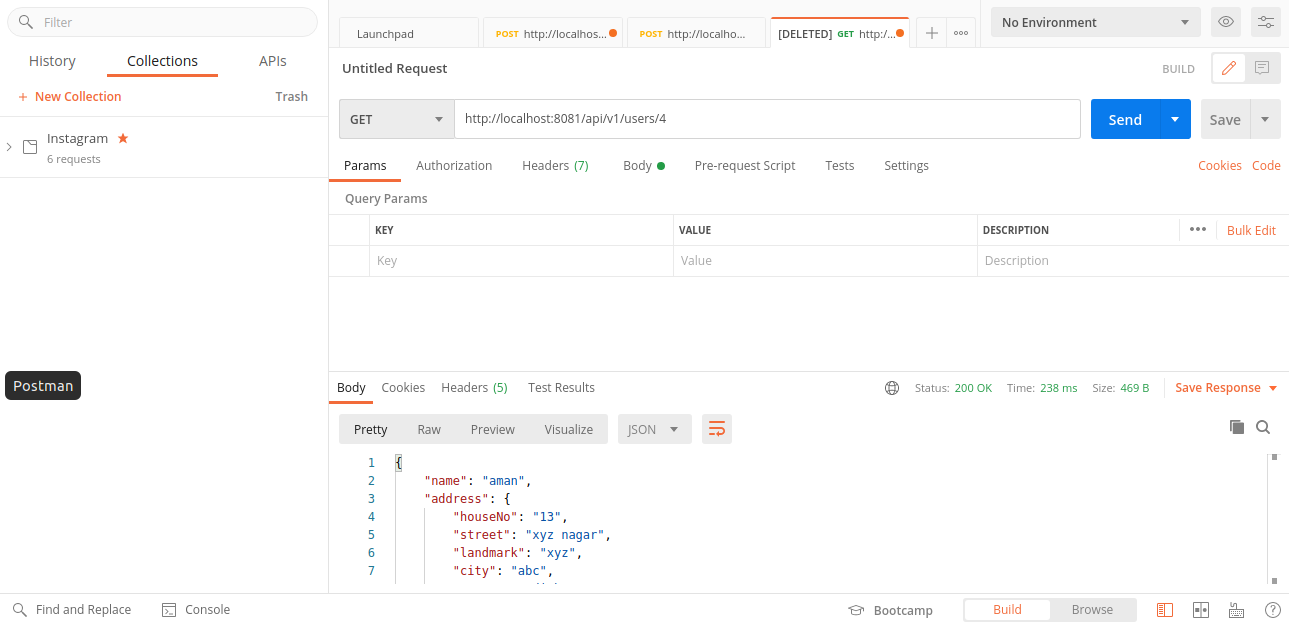 Filter
History Collections APIs
+ New Collection Trash
Instagram
6 requests
Postman
Launchpad POST http://localhos... POST http://localho... [DELETED] GET http:/...
No Environment
Untitled Request BUILD
GET http://localhost:8081/api/v1/users/4 Send Save
Params Authorization Headers (7) Body Pre-request Script Tests Settings Cookies Code
Query Params
KEY VALUE DESCRIPTION ••• Bulk Edit
Key Value Description
Body Cookies Headers (5) Test Results Status: 200 OK Time: 238 ms Size: 469 B Save Response
Pretty Raw Preview Visualize JSON
1 {
2 "name": "aman",
3 "address": {
4 "houseNo": "13",
5 "street": "xyz nagar",
6 "landmark": "xyz",
7 "city": "abc",
Find and Replace Console Bootcamp Build Browse